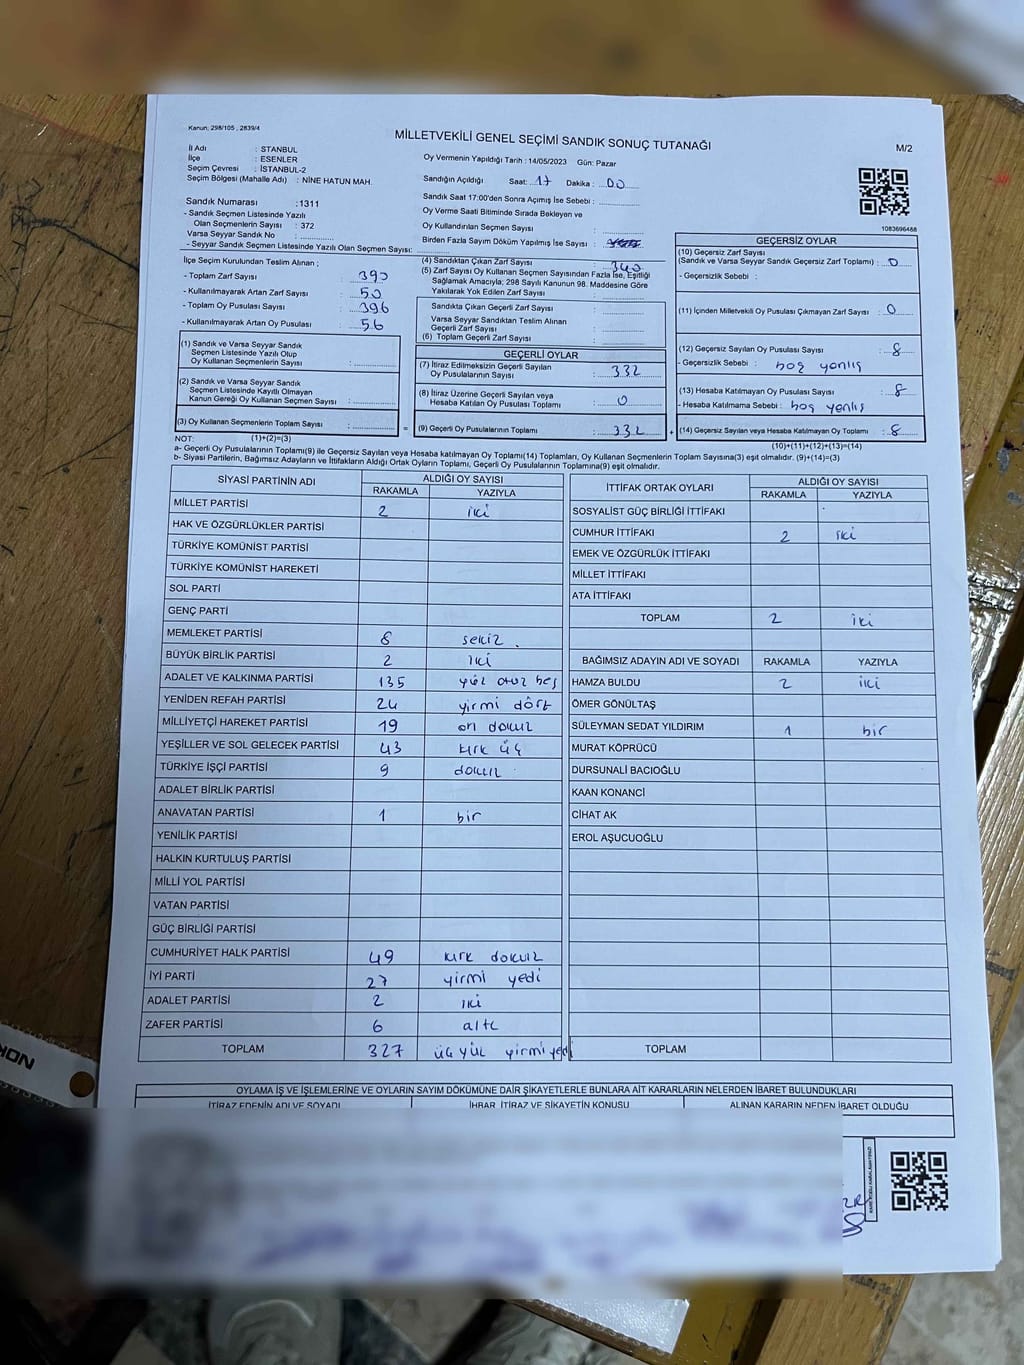 Kanun; 298/105 , 2839/4
MİLLETVEKİLİ GENEL SEÇİMİ SANDIK SONUÇ TUTANAĞI
M/2
İl Adı : STANBUL
İlçe : ESENLER
Seçim Çevresi : İSTANBUL-2
Seçim Bölgesi (Mahalle Adı) : NİNE HATUN MAH.
Oy Vermenin Yapıldığı Tarih : 14/05/2023 Gün: Pazar
Sandığın Açıldığı Saat: 17 Dakika : 00
Sandık Saat 17:00'den Sonra Açımış İse Sebebi :
Oy Verme Saati Bitiminde Sırada Bekleyen ve
Oy Kullandırılan Seçmen Sayısı :
Birden Fazla Sayım Döküm Yapılmış İse Sayısı :
1083696488
Sandık Numarası :1311
- Sandık Seçmen Listesinde Yazılı
Olan Seçmenlerin Sayısı : 372
Varsa Seyyar Sandık No :
- Seyyar Sandık Seçmen Listesinde Yazılı Olan Seçmen Sayısı:
İlçe Seçim Kurulundan Teslim Alınan ;
- Toplam Zarf Sayısı : 390
- Kullanılmayarak Artan Zarf Sayısı : 50
- Toplam Oy Pusulası Sayısı : 396
- Kullanılmayarak Artan Oy Pusulası : 56
(4) Sandıktan Çıkan Zarf Sayısı : 340
(5) Zarf Sayısı Oy Kullanan Seçmen Sayısından Fazla İse, Eşitliği
Sağlamak Amacıyla; 298 Sayılı Kanunun 98. Maddesine Göre
Yakılarak Yok Edilen Zarf Sayısı :
Sandıkta Çıkan Geçerli Zarf Sayısı :
Varsa Seyyar Sandıktan Teslim Alınan
Geçerli Zarf Sayısı :
(6) Toplam Geçerli Zarf Sayısı :
GEÇERSİZ OYLAR
(10) Geçersiz Zarf Sayısı
(Sandık ve Varsa Seyyar Sandık Geçersiz Zarf Toplamı) : 0
- Geçersizlik Sebebi :
(11) İçinden Milletvekili Oy Pusulası Çıkmayan Zarf Sayısı : 0
(12) Geçersiz Sayılan Oy Pusulası Sayısı : 8
- Geçersizlik Sebebi : boş yanlış
(13) Hesaba Katılmayan Oy Pusulası Sayısı : 8
- Hesaba Katılmama Sebebi : boş yanlış
(14) Geçersiz Sayılan veya Hesaba Katılmayan Oy Toplamı : 8
(10)+(11)+(12)+(13)=(14)
(1) Sandık ve Varsa Seyyar Sandık
Seçmen Listesinde Yazılı Olup
Oy Kullanan Seçmenlerin Sayısı :
(2) Sandık ve Varsa Seyyar Sandık
Seçmen Listesinde Kayıtlı Olmayan
Kanun Gereği Oy Kullanan Seçmen Sayısı :
(3) Oy Kullanan Seçmenlerin Toplam Sayısı :
GEÇERLİ OYLAR
(7) İtiraz Edilmeksizin Geçerli Sayılan
Oy Pusulalarının Sayısı : 332
(8) İtiraz Üzerine Geçerli Sayılan veya
Hesaba Katılan Oy Pusulası Toplamı : 0
= (9) Geçerli Oy Pusulalarının Toplamı : 332 +
NOT: (1)+(2)=(3)
a- Geçerli Oy Pusulalarının Toplamı(9) ile Geçersiz Sayılan veya Hesaba katılmayan Oy Toplamı(14) Toplamları, Oy Kullanan Seçmenlerin Toplam Sayısına(3) eşit olmalıdır. (9)+(14)=(3)
b- Siyasi Partilerin, Bağımsız Adayların ve İttifakların Aldığı Ortak Oyların Toplamı, Geçerli Oy Pusulalarının Toplamına(9) eşit olmalıdır.
SİYASİ PARTİNİN ADI ALDIĞI OY SAYISI
RAKAMLA YAZIYLA
MİLLET PARTİSİ 2 iki
HAK VE ÖZGÜRLÜKLER PARTİSİ
TÜRKİYE KOMÜNİST PARTİSİ
TÜRKİYE KOMÜNİST HAREKETİ
SOL PARTİ
GENÇ PARTİ
MEMLEKET PARTİSİ 8 sekiz
BÜYÜK BİRLİK PARTİSİ 2 iki
ADALET VE KALKINMA PARTİSİ 135 yüz otuz beş
YENİDEN REFAH PARTİSİ 24 yirmi dört
MİLLİYETÇİ HAREKET PARTİSİ 19 on dokuz
YEŞİLLER VE SOL GELECEK PARTİSİ 43 kırk üç
TÜRKİYE İŞÇİ PARTİSİ 9 dokuz
ADALET BİRLİK PARTİSİ
ANAVATAN PARTİSİ 1 bir
YENİLİK PARTİSİ
HALKIN KURTULUŞ PARTİSİ
MİLLİ YOL PARTİSİ
VATAN PARTİSİ
GÜÇ BİRLİĞİ PARTİSİ
CUMHURİYET HALK PARTİSİ 49 kırk dokuz
İYİ PARTİ 27 yirmi yedi
ADALET PARTİSİ 2 iki
ZAFER PARTİSİ 6 altı
TOPLAM 327 üç yüz yirmi yedi
İTTİFAK ORTAK OYLARI ALDIĞI OY SAYISI
RAKAMLA YAZIYLA
SOSYALİST GÜÇ BİRLİĞİ İTTİFAKI
CUMHUR İTTİFAKI 2 iki
EMEK VE ÖZGÜRLÜK İTTİFAKI
MİLLET İTTİFAKI
ATA İTTİFAKI
TOPLAM 2 iki
BAĞIMSIZ ADAYIN ADI VE SOYADI RAKAMLA YAZIYLA
HAMZA BULDU 2 iki
ÖMER GÖNÜLTAŞ
SÜLEYMAN SEDAT YILDIRIM 1 bir
MURAT KÖPRÜCÜ
DURSUNALİ BACIOĞLU
KAAN KONANCİ
CİHAT AK
EROL AŞUCUOĞLU
TOPLAM
OYLAMA İŞ VE İŞLEMLERİNE VE OYLARIN SAYIM DÖKÜMÜNE DAİR ŞİKAYETLERLE BUNLARA AİT KARARLARIN NELERDEN İBARET BULUNDUKLARI
İTİRAZ EDENİN ADI VE SOYADI İHBAR, İTİRAZ VE ŞİKAYETİN KONUSU ALINAN KARARIN NEDEN İBARET OLDUĞU